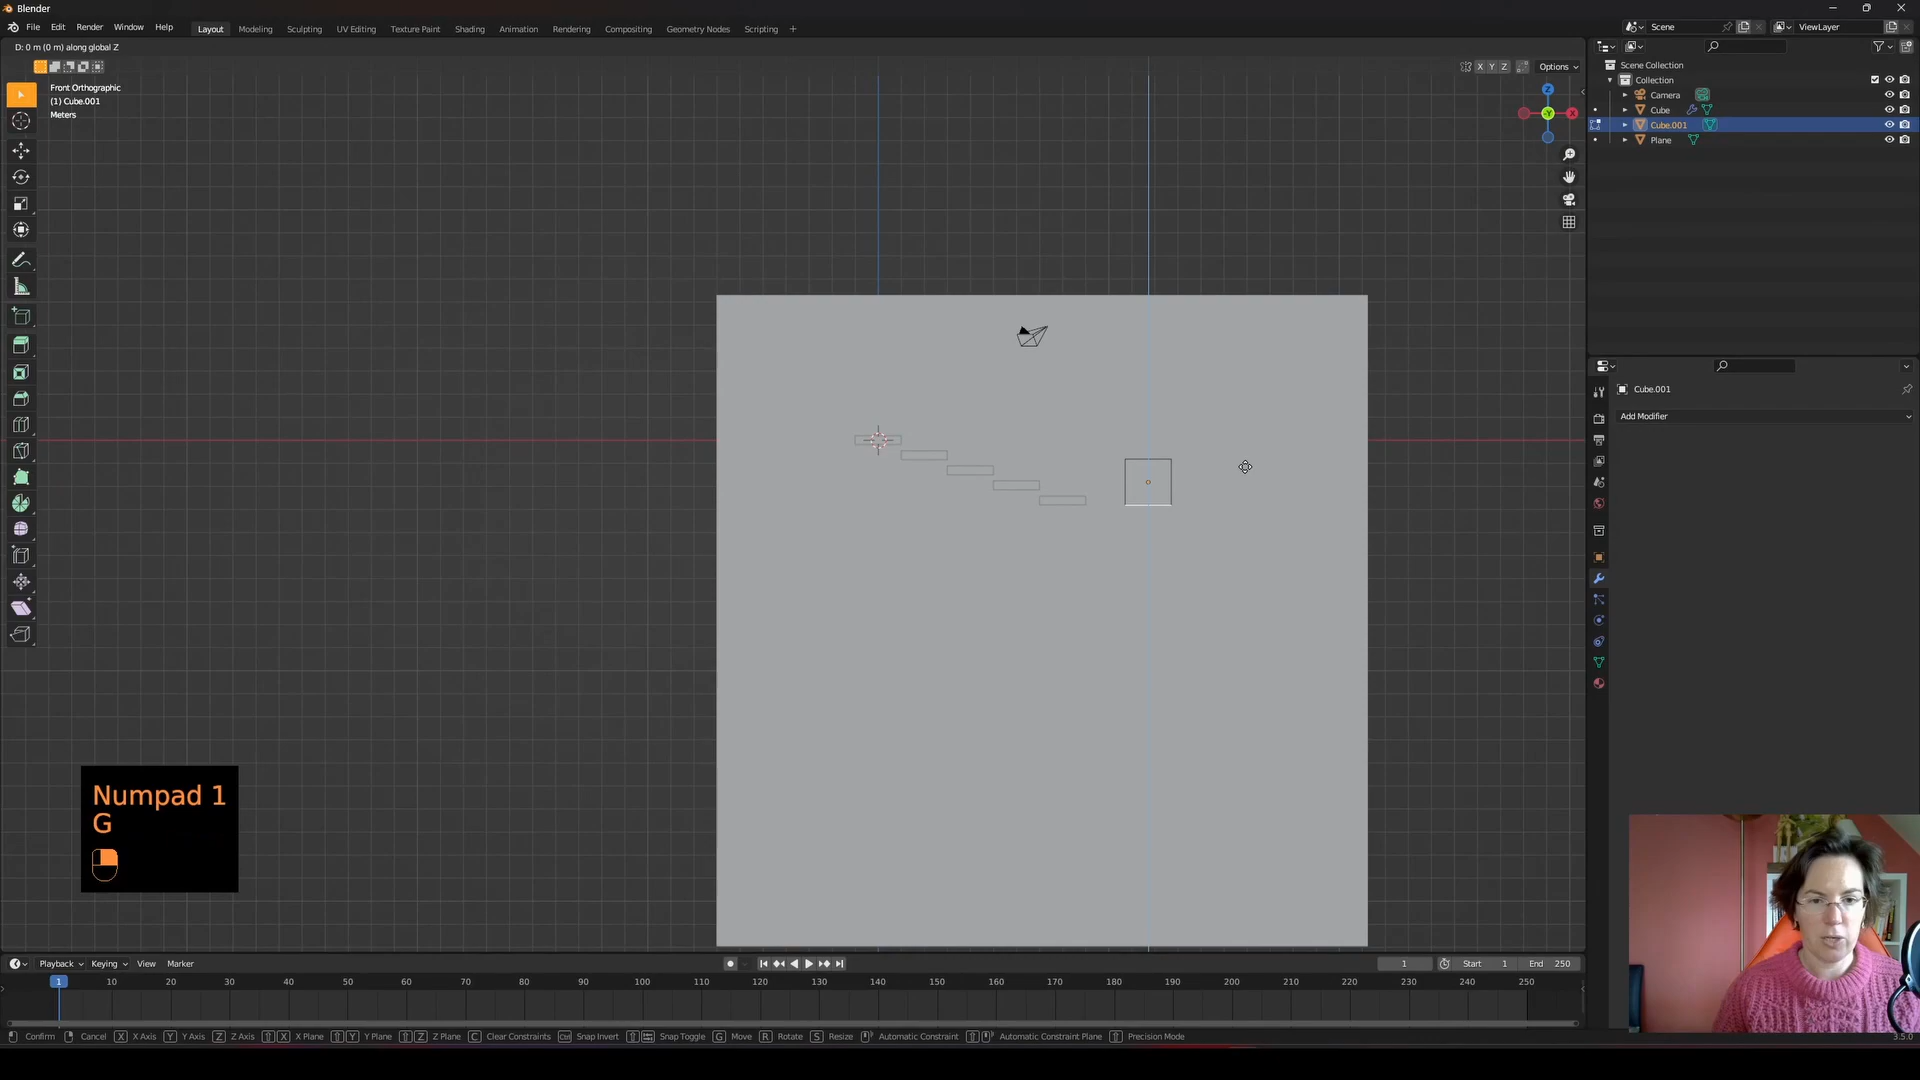 Blender
File Edit Render Window Help
Layout Modeling Sculpting UV Editing Texture Paint Shading Animation Rendering Compositing Geometry Nodes Scripting +
Scene
ViewLayer
D: 0 m (0 m) along global Z
X Y Z
Options
Front Orthographic
(1) Cube.001
Meters
Z
-Y
X
Scene Collection
Collection
Camera
Cube
Cube.001
Plane
Cube.001
Add Modifier
Numpad 1
G
Playback Keying View Marker
1
Start 1
End 250
1 10 20 30 40 50 60 70 80 90 100 110 120 130 140 150 160 170 180 190 200 210 220 230 240 250
Confirm Cancel X X Axis Y Y Axis Z Z Axis X X Plane Y Y Plane Z Z Plane C Clear Constraints Ctrl Snap Invert Snap Toggle G Move R Rotate S Resize Automatic Constraint Automatic Constraint Plane Precision Mode
3.5.0